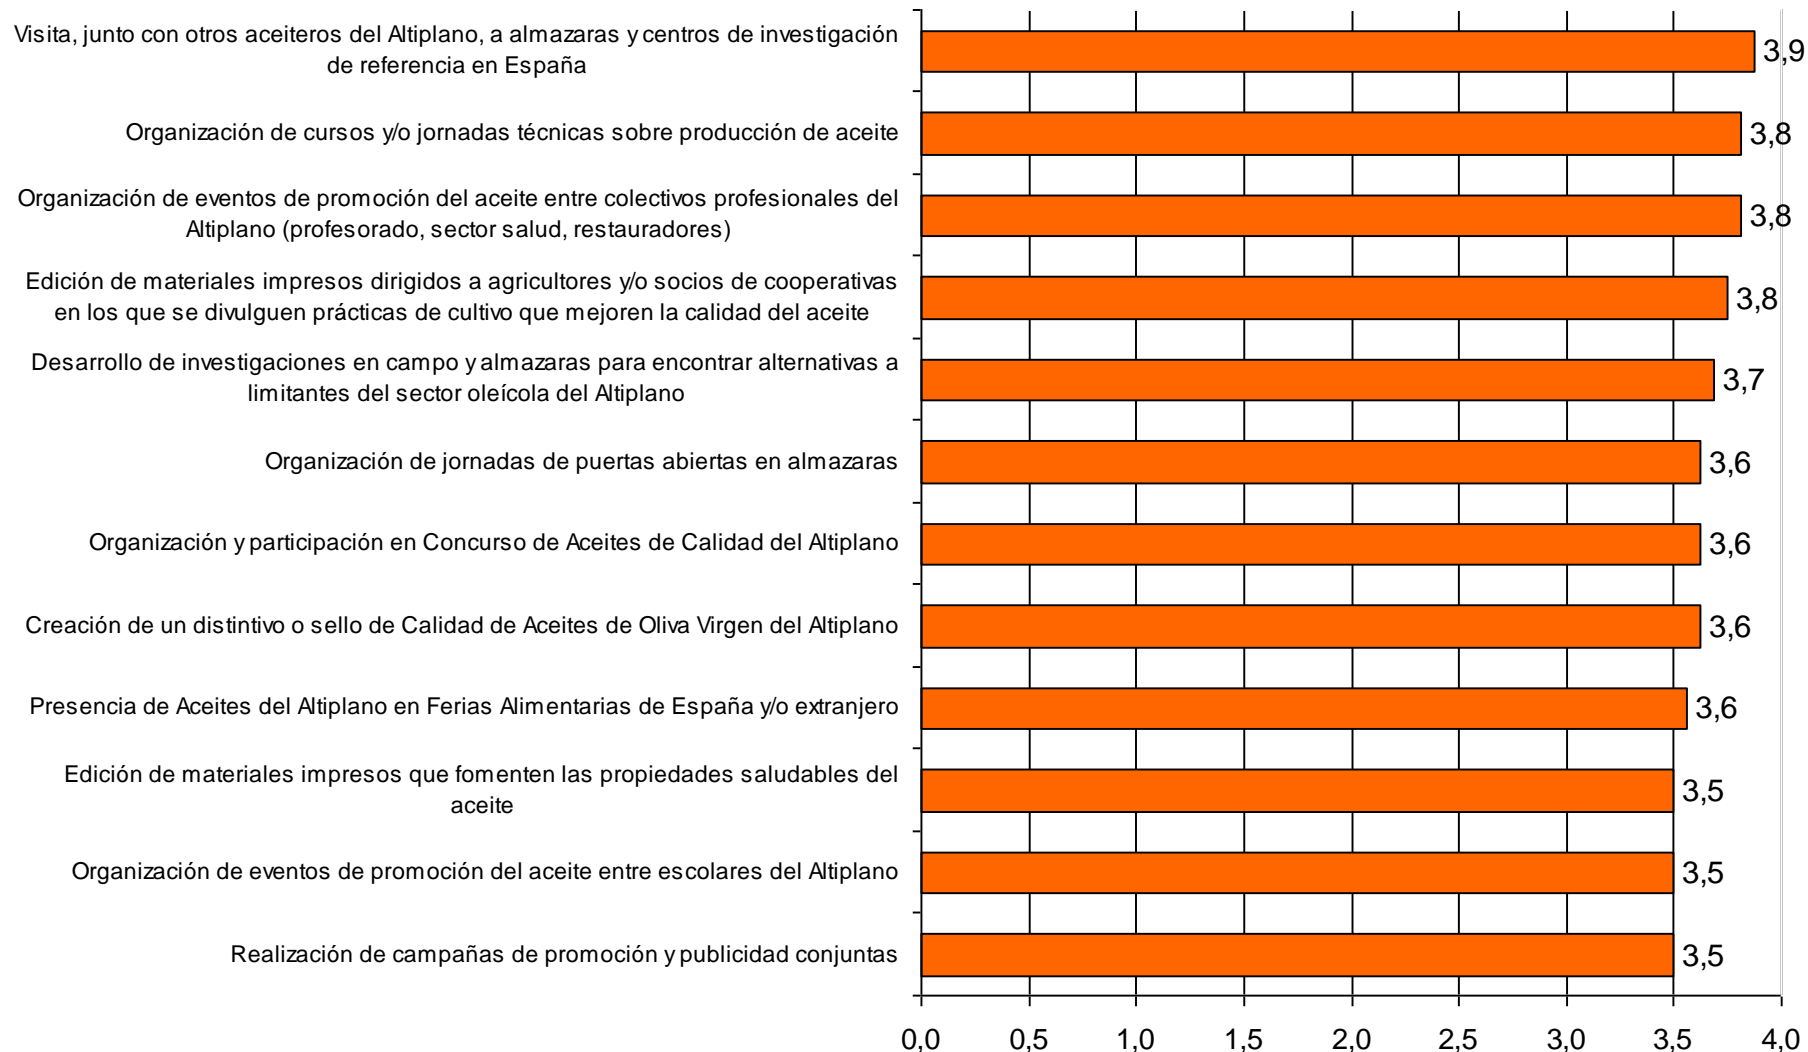 Visita, junto con otros aceiteros del Altiplano, a almazaras y centros de investigación
de referencia en España
3,9
Organización de cursos y/o jornadas técnicas sobre producción de aceite
3,8
Organización de eventos de promoción del aceite entre colectivos profesionales del
Altiplano (profesorado, sector salud, restauradores)
3,8
Edición de materiales impresos dirigidos a agricultores y/o socios de cooperativas
en los que se divulguen prácticas de cultivo que mejoren la calidad del aceite
3,8
Desarrollo de investigaciones en campo y almazaras para encontrar alternativas a
limitantes del sector oleícola del Altiplano
3,7
Organización de jornadas de puertas abiertas en almazaras
3,6
Organización y participación en Concurso de Aceites de Calidad del Altiplano
3,6
Creación de un distintivo o sello de Calidad de Aceites de Oliva Virgen del Altiplano
3,6
Presencia de Aceites del Altiplano en Ferias Alimentarias de España y/o extranjero
3,6
Edición de materiales impresos que fomenten las propiedades saludables del
aceite
3,5
Organización de eventos de promoción del aceite entre escolares del Altiplano
3,5
Realización de campañas de promoción y publicidad conjuntas
3,5
0,0 0,5 1,0 1,5 2,0 2,5 3,0 3,5 4,0